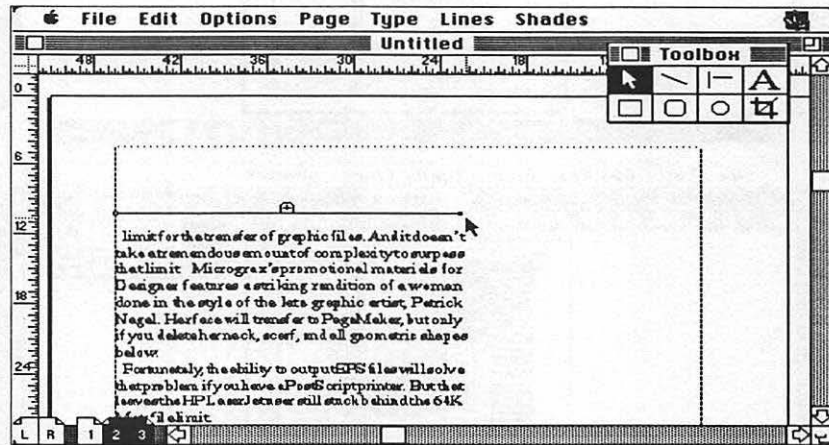 File Edit Options Page Type Lines Shades
Untitled
Toolbox
48 42 36 30 24 18
A
0
6
12
18
24
limit for the transfer of graphic files. And it doesn't
take a tremendous amount of complexity to surpass
that limit Micrograx's promotional materials for
Designer features a striking rendition of a woman
done in the style of the late graphic artist, Patrick
Nagel. Her face will transfer to PageMaker, but only
if you delete her neck, scarf, and all geometric shapes
below.
Fortunately, the ability to output EPS files will solve
that problem if you have a PostScript printer. But that
leaves the HP LaserJet user still stuck behind the 64K
file limit.
L R 1 2 3